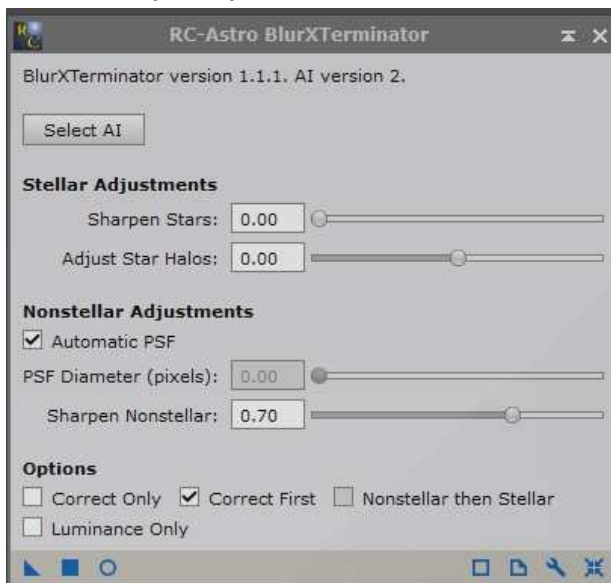 RC-Astro BlurXTerminator
BlurXTerminator version 1.1.1. AI version 2.
Select AI
Stellar Adjustments
Sharpen Stars: 0.00
Adjust Star Halos: 0.00
Nonstellar Adjustments
Automatic PSF
PSF Diameter (pixels): 0.00
Sharpen Nonstellar: 0.70
Options
Correct Only Correct First Nonstellar then Stellar
Luminance Only